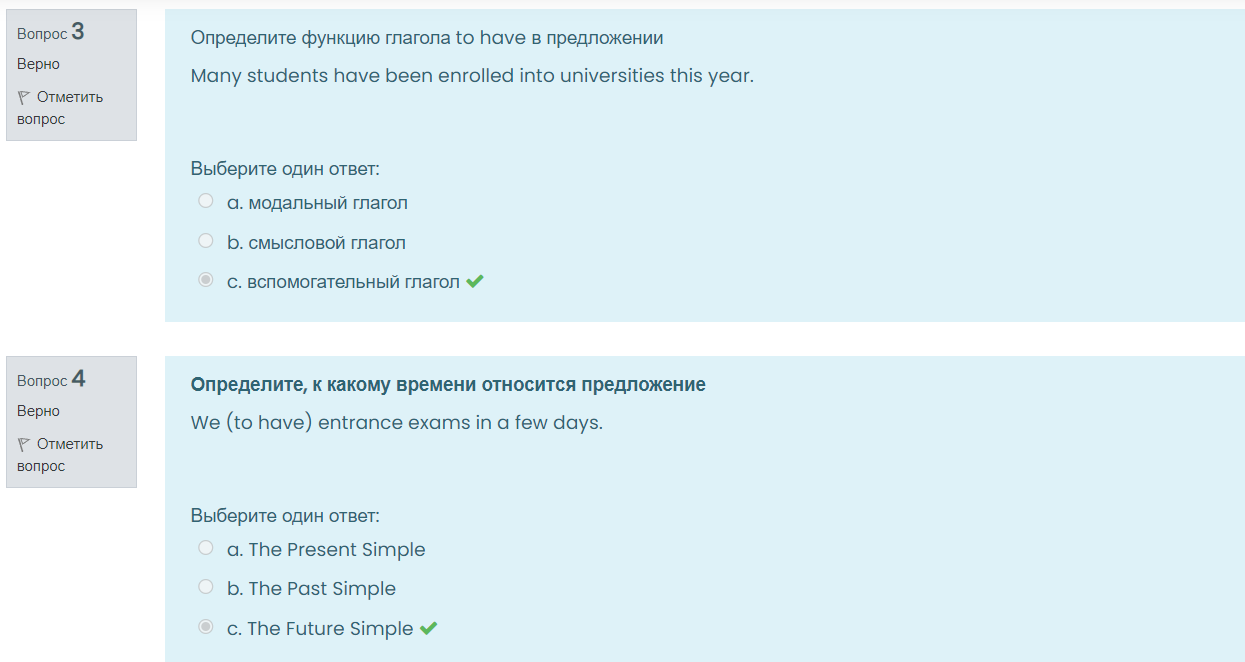 Вопрос 3
Верно
Отметить
вопрос
Определите функцию глагола to have в предложении
Many students have been enrolled into universities this year.
Выберите один ответ:
a. модальный глагол
b. смысловой глагол
c. вспомогательный глагол
Вопрос 4
Верно
Отметить
вопрос
Определите, к какому времени относится предложение
We (to have) entrance exams in a few days.
Выберите один ответ:
a. The Present Simple
b. The Past Simple
c. The Future Simple